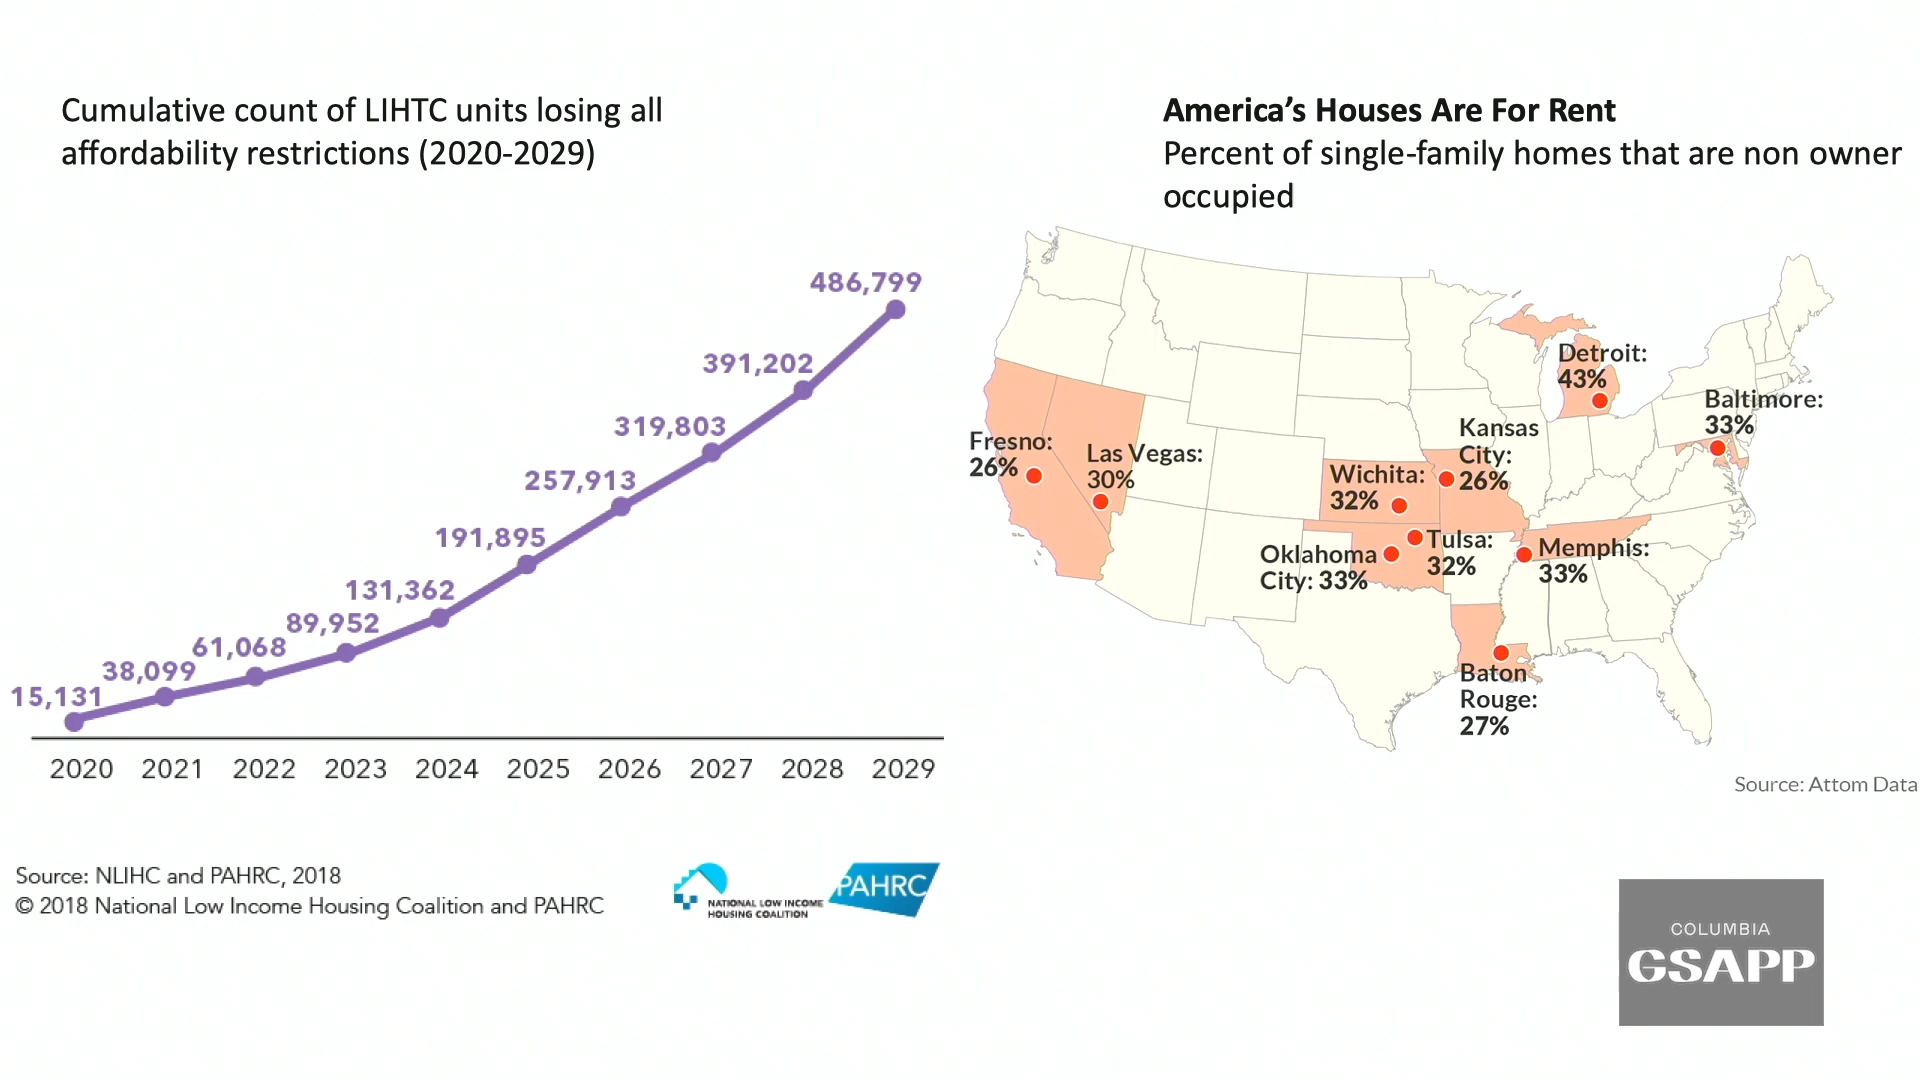 Cumulative count of LIHTC units losing all
affordability restrictions (2020-2029)
486,799
391,202
319,803
257,913
191,895
131,362
89,952
61,068
38,099
15,131
2020 2021 2022 2023 2024 2025 2026 2027 2028 2029
Source: NLIHC and PAHRC, 2018
© 2018 National Low Income Housing Coalition and PAHRC
NATIONAL LOW INCOME
HOUSING COALITION
PAHRC
America’s Houses Are For Rent
Percent of single-family homes that are non owner
occupied
Detroit:
43%
Baltimore:
33%
Kansas
City:
26%
Fresno:
26%
Las Vegas:
30%
Wichita:
32%
Tulsa:
32%
Oklahoma
City: 33%
Memphis:
33%
Baton
Rouge:
27%
Source: Attom Data
COLUMBIA
GSAPP